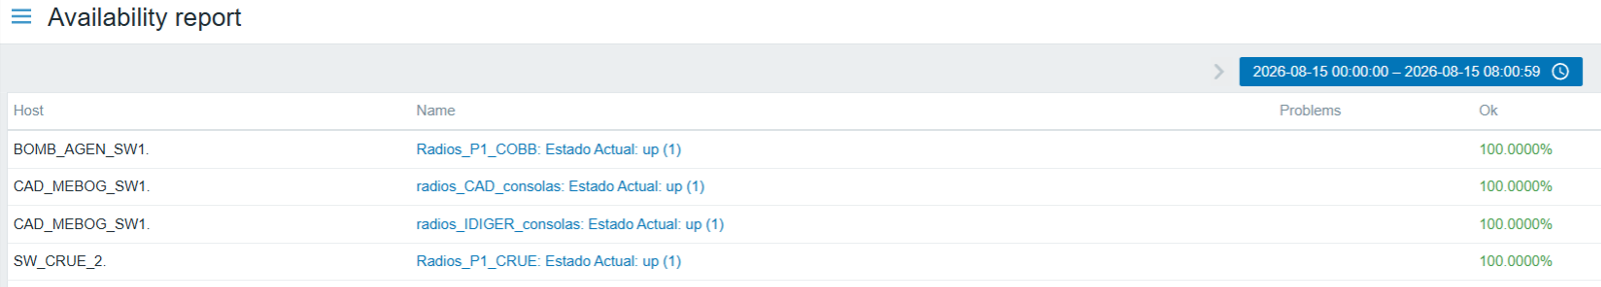 Availability report
2026-08-15 00:00:00 – 2026-08-15 08:00:59
Host Name Problems Ok
BOMB_AGEN_SW1. Radios_P1_COBB: Estado Actual: up (1) 100.0000%
CAD_MEBOG_SW1. radios_CAD_consolas: Estado Actual: up (1) 100.0000%
CAD_MEBOG_SW1. radios_IDIGER_consolas: Estado Actual: up (1) 100.0000%
SW_CRUE_2. Radios_P1_CRUE: Estado Actual: up (1) 100.0000%